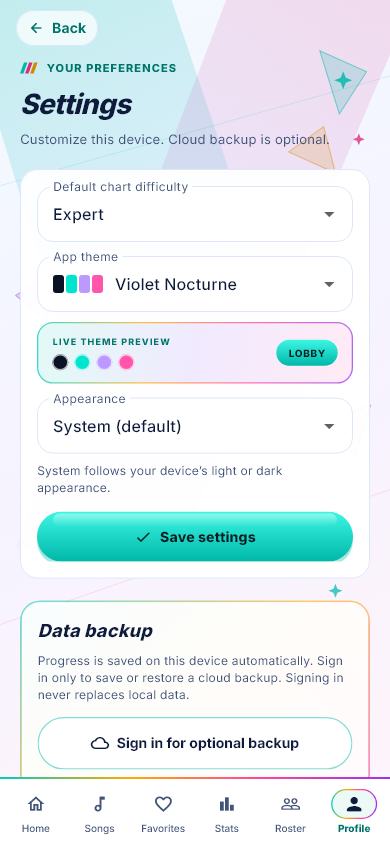 Back
YOUR PREFERENCES
Settings
Customize this device. Cloud backup is optional.
Default chart difficulty
Expert
App theme
Violet Nocturne
LIVE THEME PREVIEW
LOBBY
Appearance
System (default)
System follows your device's light or dark
appearance.
Save settings
Data backup
Progress is saved on this device automatically. Sign
in only to save or restore a cloud backup. Signing in
never replaces local data.
Sign in for optional backup
Home
Songs
Favorites
Stats
Roster
Profile